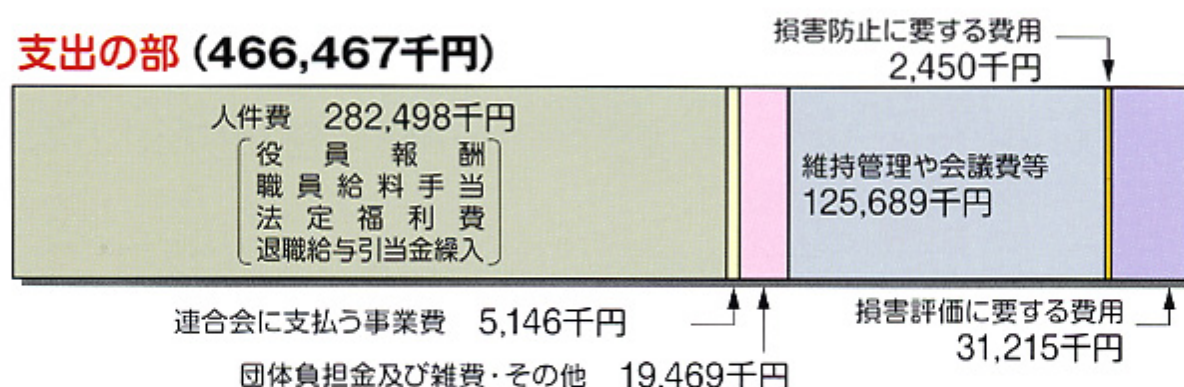 支出の部 (466,467千円)
損害防止に要する費用
2,450千円
人件費 282,498千円
役員報酬
職員給料手当
法定福利費
退職給与引当金繰入
維持管理や会議費等
125,689千円
連合会に支払う事業費 5,146千円
団体負担金及び雑費・その他 19,469千円
損害評価に要する費用
31,215千円